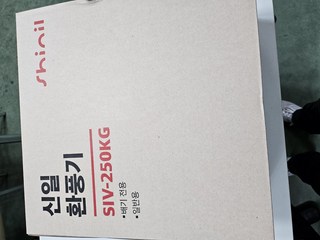 Shinil
신일
환풍기
SIV-250KG
•배기 전용
•일반용